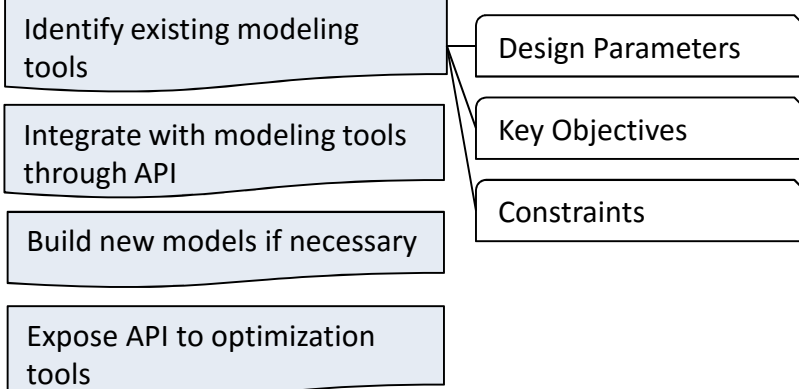 Identify existing modeling
tools
Integrate with modeling tools
through API
Build new models if necessary
Expose API to optimization
tools
Design Parameters
Key Objectives
Constraints